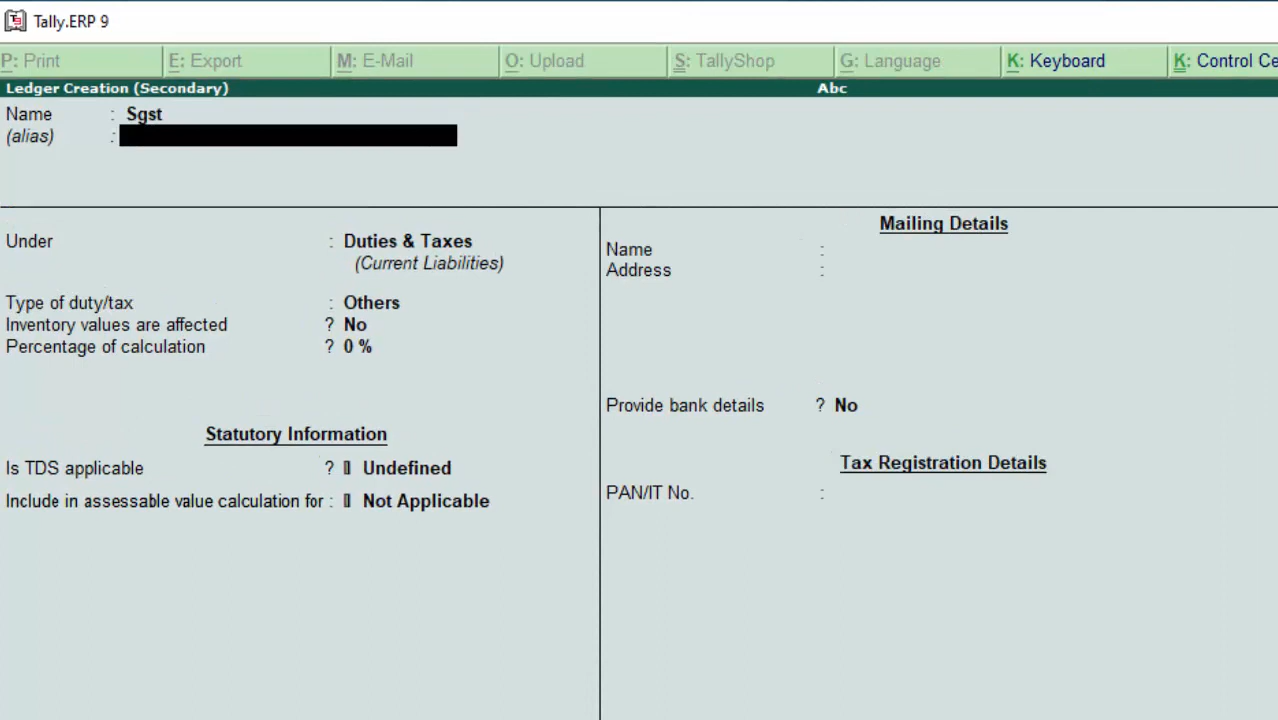 Tally.ERP 9
P: Print E: Export M: E-Mail O: Upload S: TallyShop G: Language K: Keyboard K: Control Ce
Ledger Creation (Secondary) Abc
Name : Sgst
(alias) :
Under : Duties & Taxes
(Current Liabilities)
Type of duty/tax : Others
Inventory values are affected ? No
Percentage of calculation ? 0 %
Statutory Information
Is TDS applicable ? Undefined
Include in assessable value calculation for : Not Applicable
Mailing Details
Name :
Address :
Provide bank details ? No
Tax Registration Details
PAN/IT No. :